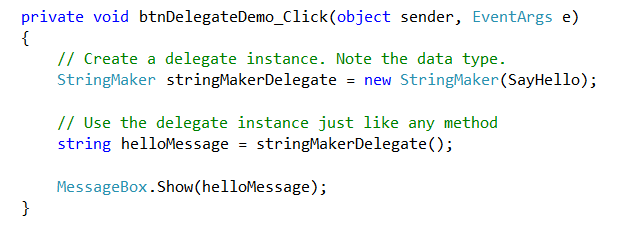 private void btnDelegateDemo_Click(object sender, EventArgs e)
{
    // Create a delegate instance. Note the data type.
    StringMaker stringMakerDelegate = new StringMaker(SayHello);

    // Use the delegate instance just like any method
    string helloMessage = stringMakerDelegate();

    MessageBox.Show(helloMessage);
}